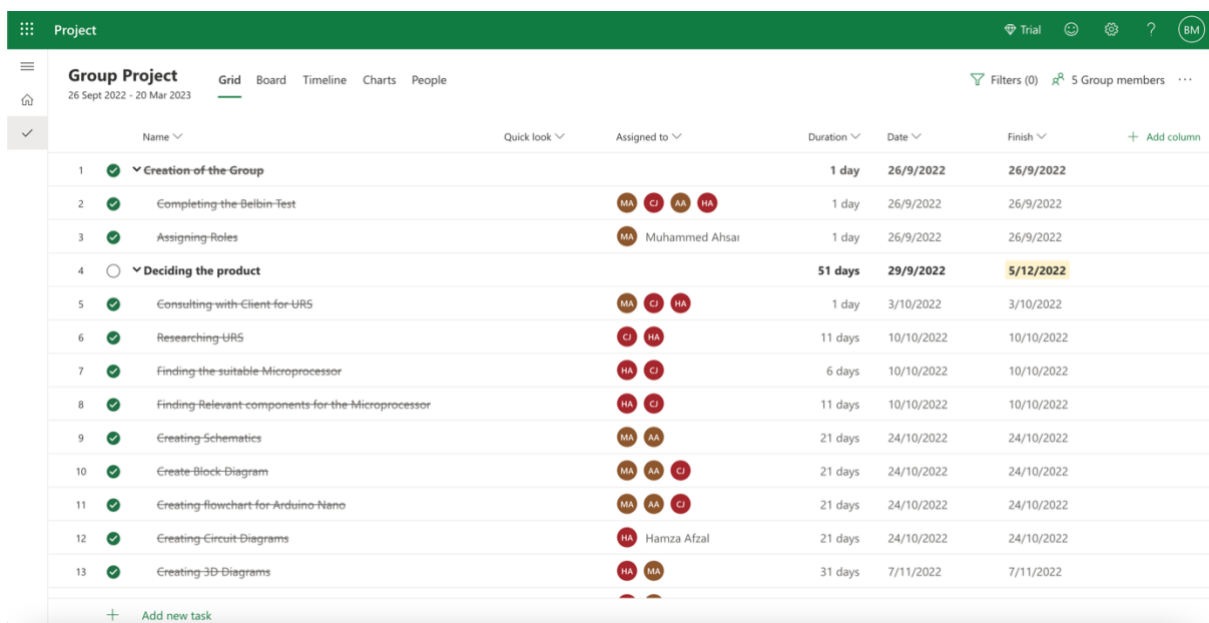 Project Trial ? BM
Group Project Grid Board Timeline Charts People Filters (0) 5 Group members ...
26 Sept 2022 - 20 Mar 2023
Name Quick look Assigned to Duration Date Finish + Add column
1 Creation of the Group 1 day 26/9/2022 26/9/2022
2 Completing the Belbin Test MA CJ AA HA 1 day 26/9/2022 26/9/2022
3 Assigning Roles MA Muhammed Ahsan 1 day 26/9/2022 26/9/2022
4 Deciding the product 51 days 29/9/2022 5/12/2022
5 Consulting with Client for URS MA CJ HA 1 day 3/10/2022 3/10/2022
6 Researching URS CJ HA 11 days 10/10/2022 10/10/2022
7 Finding the suitable Microprocessor HA CJ 6 days 10/10/2022 10/10/2022
8 Finding Relevant components for the Microprocessor HA CJ 11 days 10/10/2022 10/10/2022
9 Creating Schematics MA AA 21 days 24/10/2022 24/10/2022
10 Create Block Diagram MA AA CJ 21 days 24/10/2022 24/10/2022
11 Creating flowchart for Arduino Nano MA AA CJ 21 days 24/10/2022 24/10/2022
12 Creating Circuit Diagrams HA Hamza Afzal 21 days 24/10/2022 24/10/2022
13 Creating 3D Diagrams HA MA 31 days 7/11/2022 7/11/2022
+ Add new task